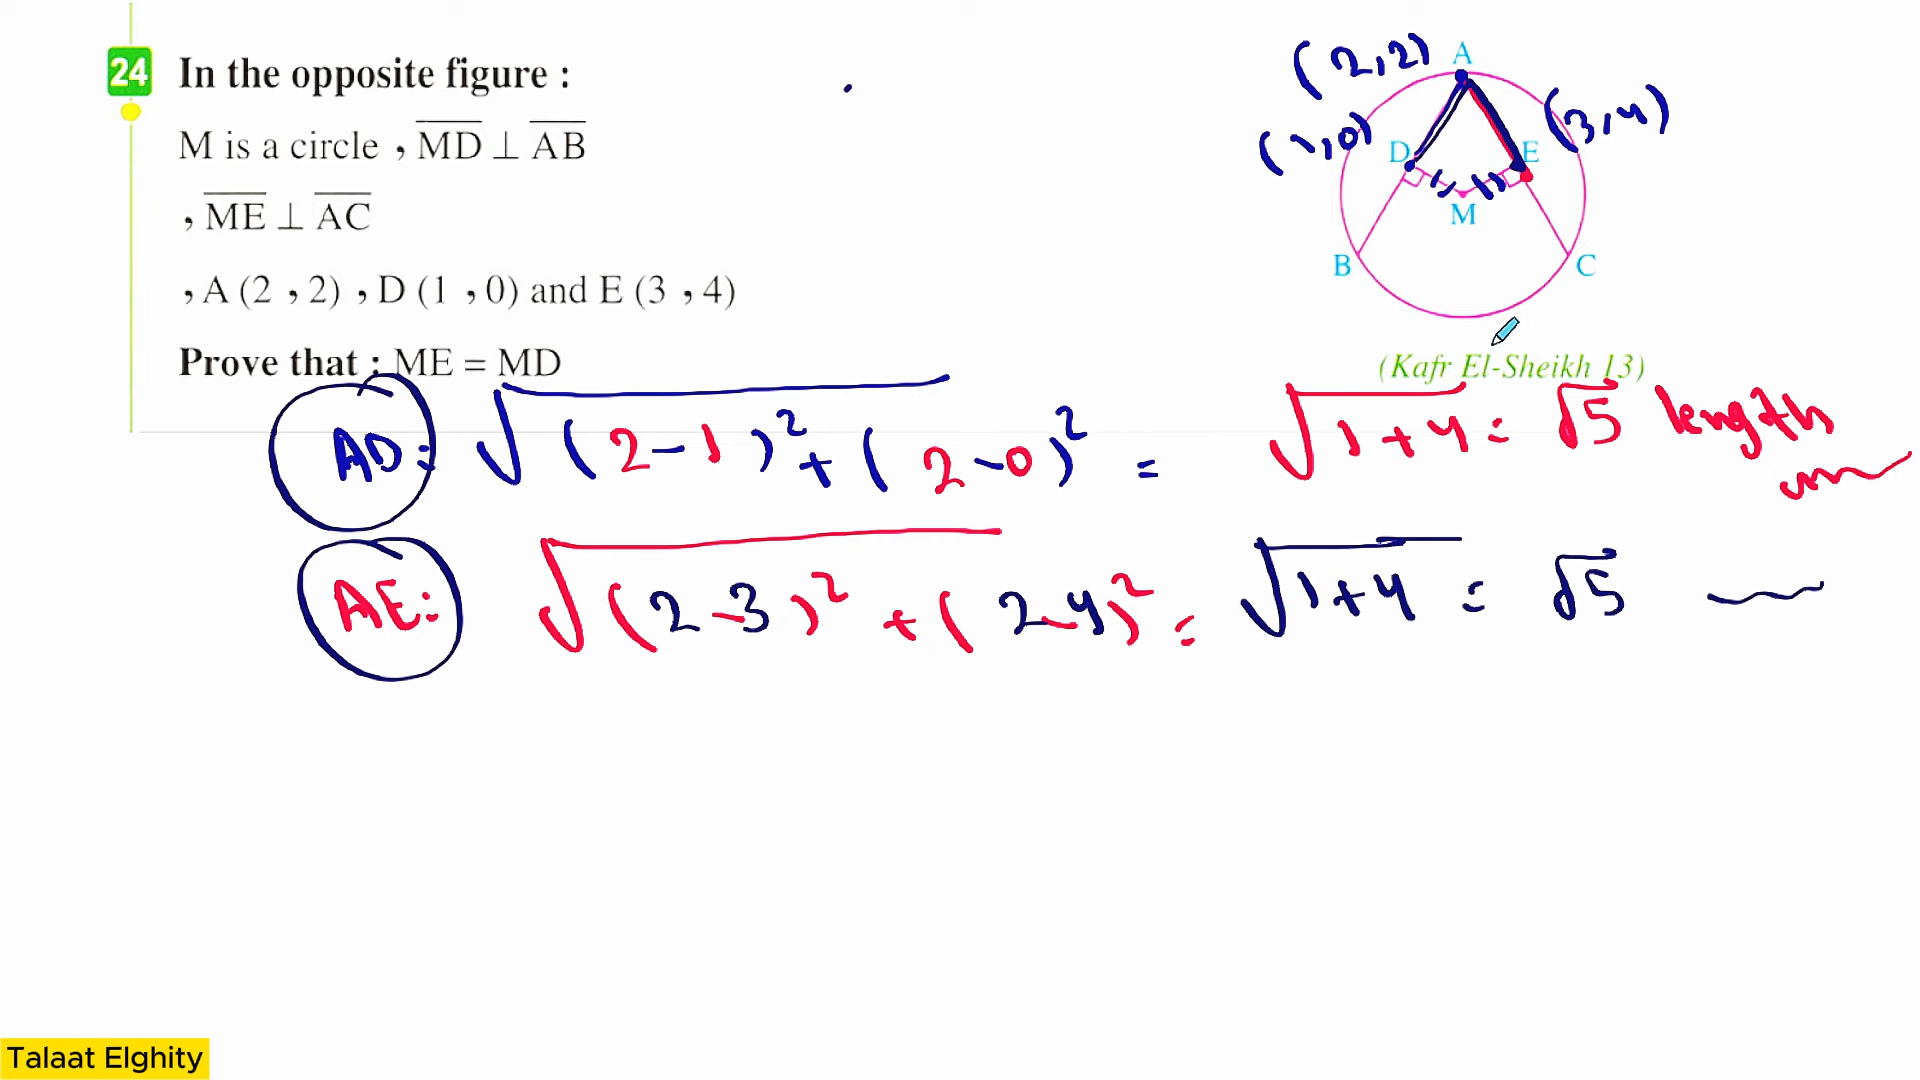 24 In the opposite figure :
M is a circle , MD ⊥ AB
, ME ⊥ AC
, A (2 , 2) , D (1 , 0) and E (3 , 4)
Prove that : ME = MD
(2,2) A
(1,0) D E (3,4)
M
B C
(Kafr El-Sheikh 13)
AD = √(2-1)² + (2-0)² = √1+4 = √5 length
AE = √(2-3)² + (2-4)² = √1+4 = √5
Talaat Elghity